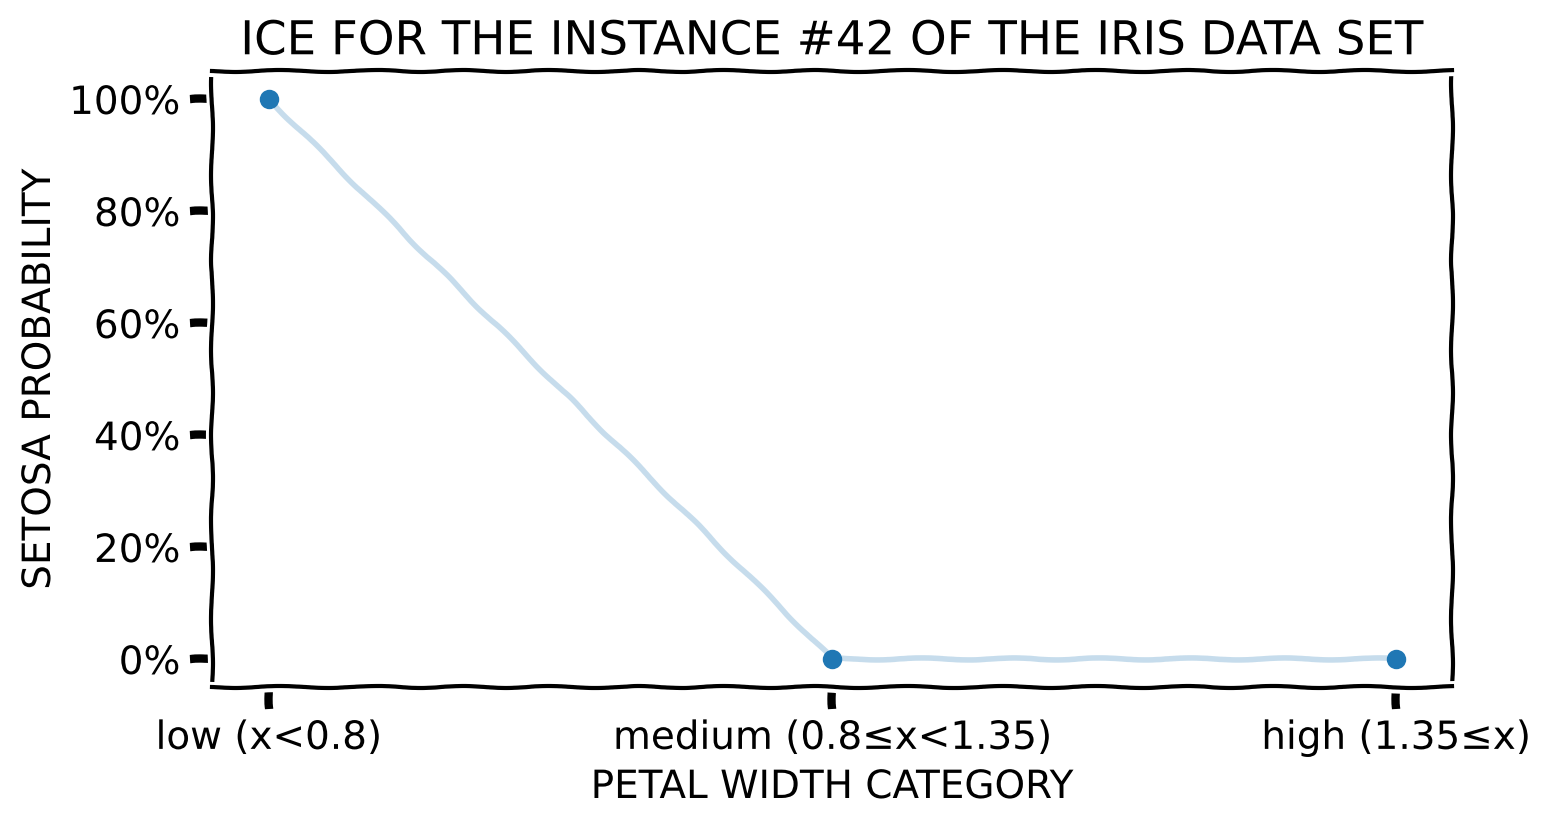 ICE FOR THE INSTANCE #42 OF THE IRIS DATA SET
SETOSA PROBABILITY
100%
80%
60%
40%
20%
0%
low (x<0.8)
medium (0.8≤x<1.35)
high (1.35≤x)
PETAL WIDTH CATEGORY